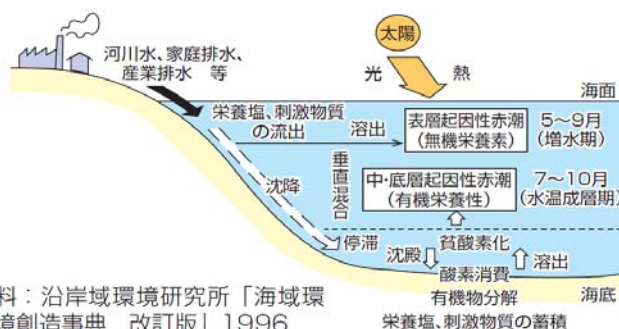 太陽
河川水、家庭排水、
産業排水 等
光 熱
海面
栄養塩、刺激物質
の流出
溶出
表層起因性赤潮
(無機栄養素)
5～9月
(増水期)
垂直混合
沈降
中・底層起因性赤潮
(有機栄養性)
7～10月
(水温成層期)
停滞
貧酸素化
沈殿
溶出
酸素消費
有機物分解
海底
栄養塩、刺激物質の蓄積
料：沿岸域環境研究所「海域環
境創造事典 改訂版」1996